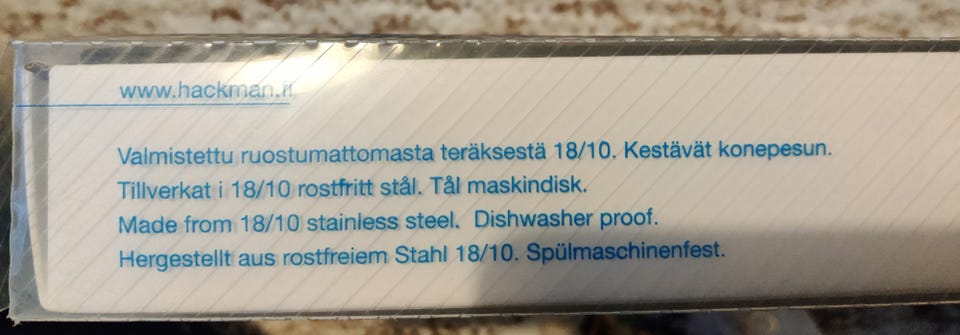 www.hackman.fi
Valmistettu ruostumattomasta teräksestä 18/10. Kestävät konepesun.
Tillverkat i 18/10 rostfritt stål. Tål maskindisk.
Made from 18/10 stainless steel. Dishwasher proof.
Hergestellt aus rostfreiem Stahl 18/10. Spülmaschinenfest.